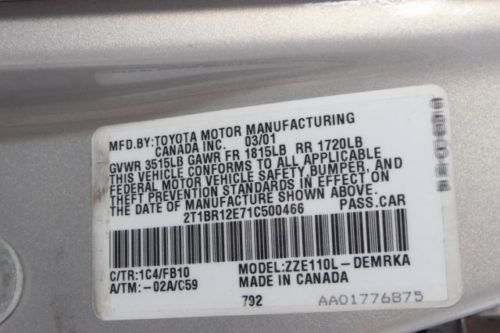 MFD.BY:TOYOTA MOTOR MANUFACTURING
CANADA INC. 03/01
GVWR 3515LB GAWR FR 1815LB RR 1720LB
THIS VEHICLE CONFORMS TO ALL APPLICABLE
FEDERAL MOTOR VEHICLE SAFETY,BUMPER, AND
THEFT PREVENTION STANDARDS IN EFFECT ON
THE DATE OF MANUFACTURE SHOWN ABOVE.
2T1BR12E71C500466 PASS.CAR
C/TR:1C4/FB10 MODEL:ZZE110L-DEMRKA
A/TM:-02A/C59 MADE IN CANADA
792 AA01776B75